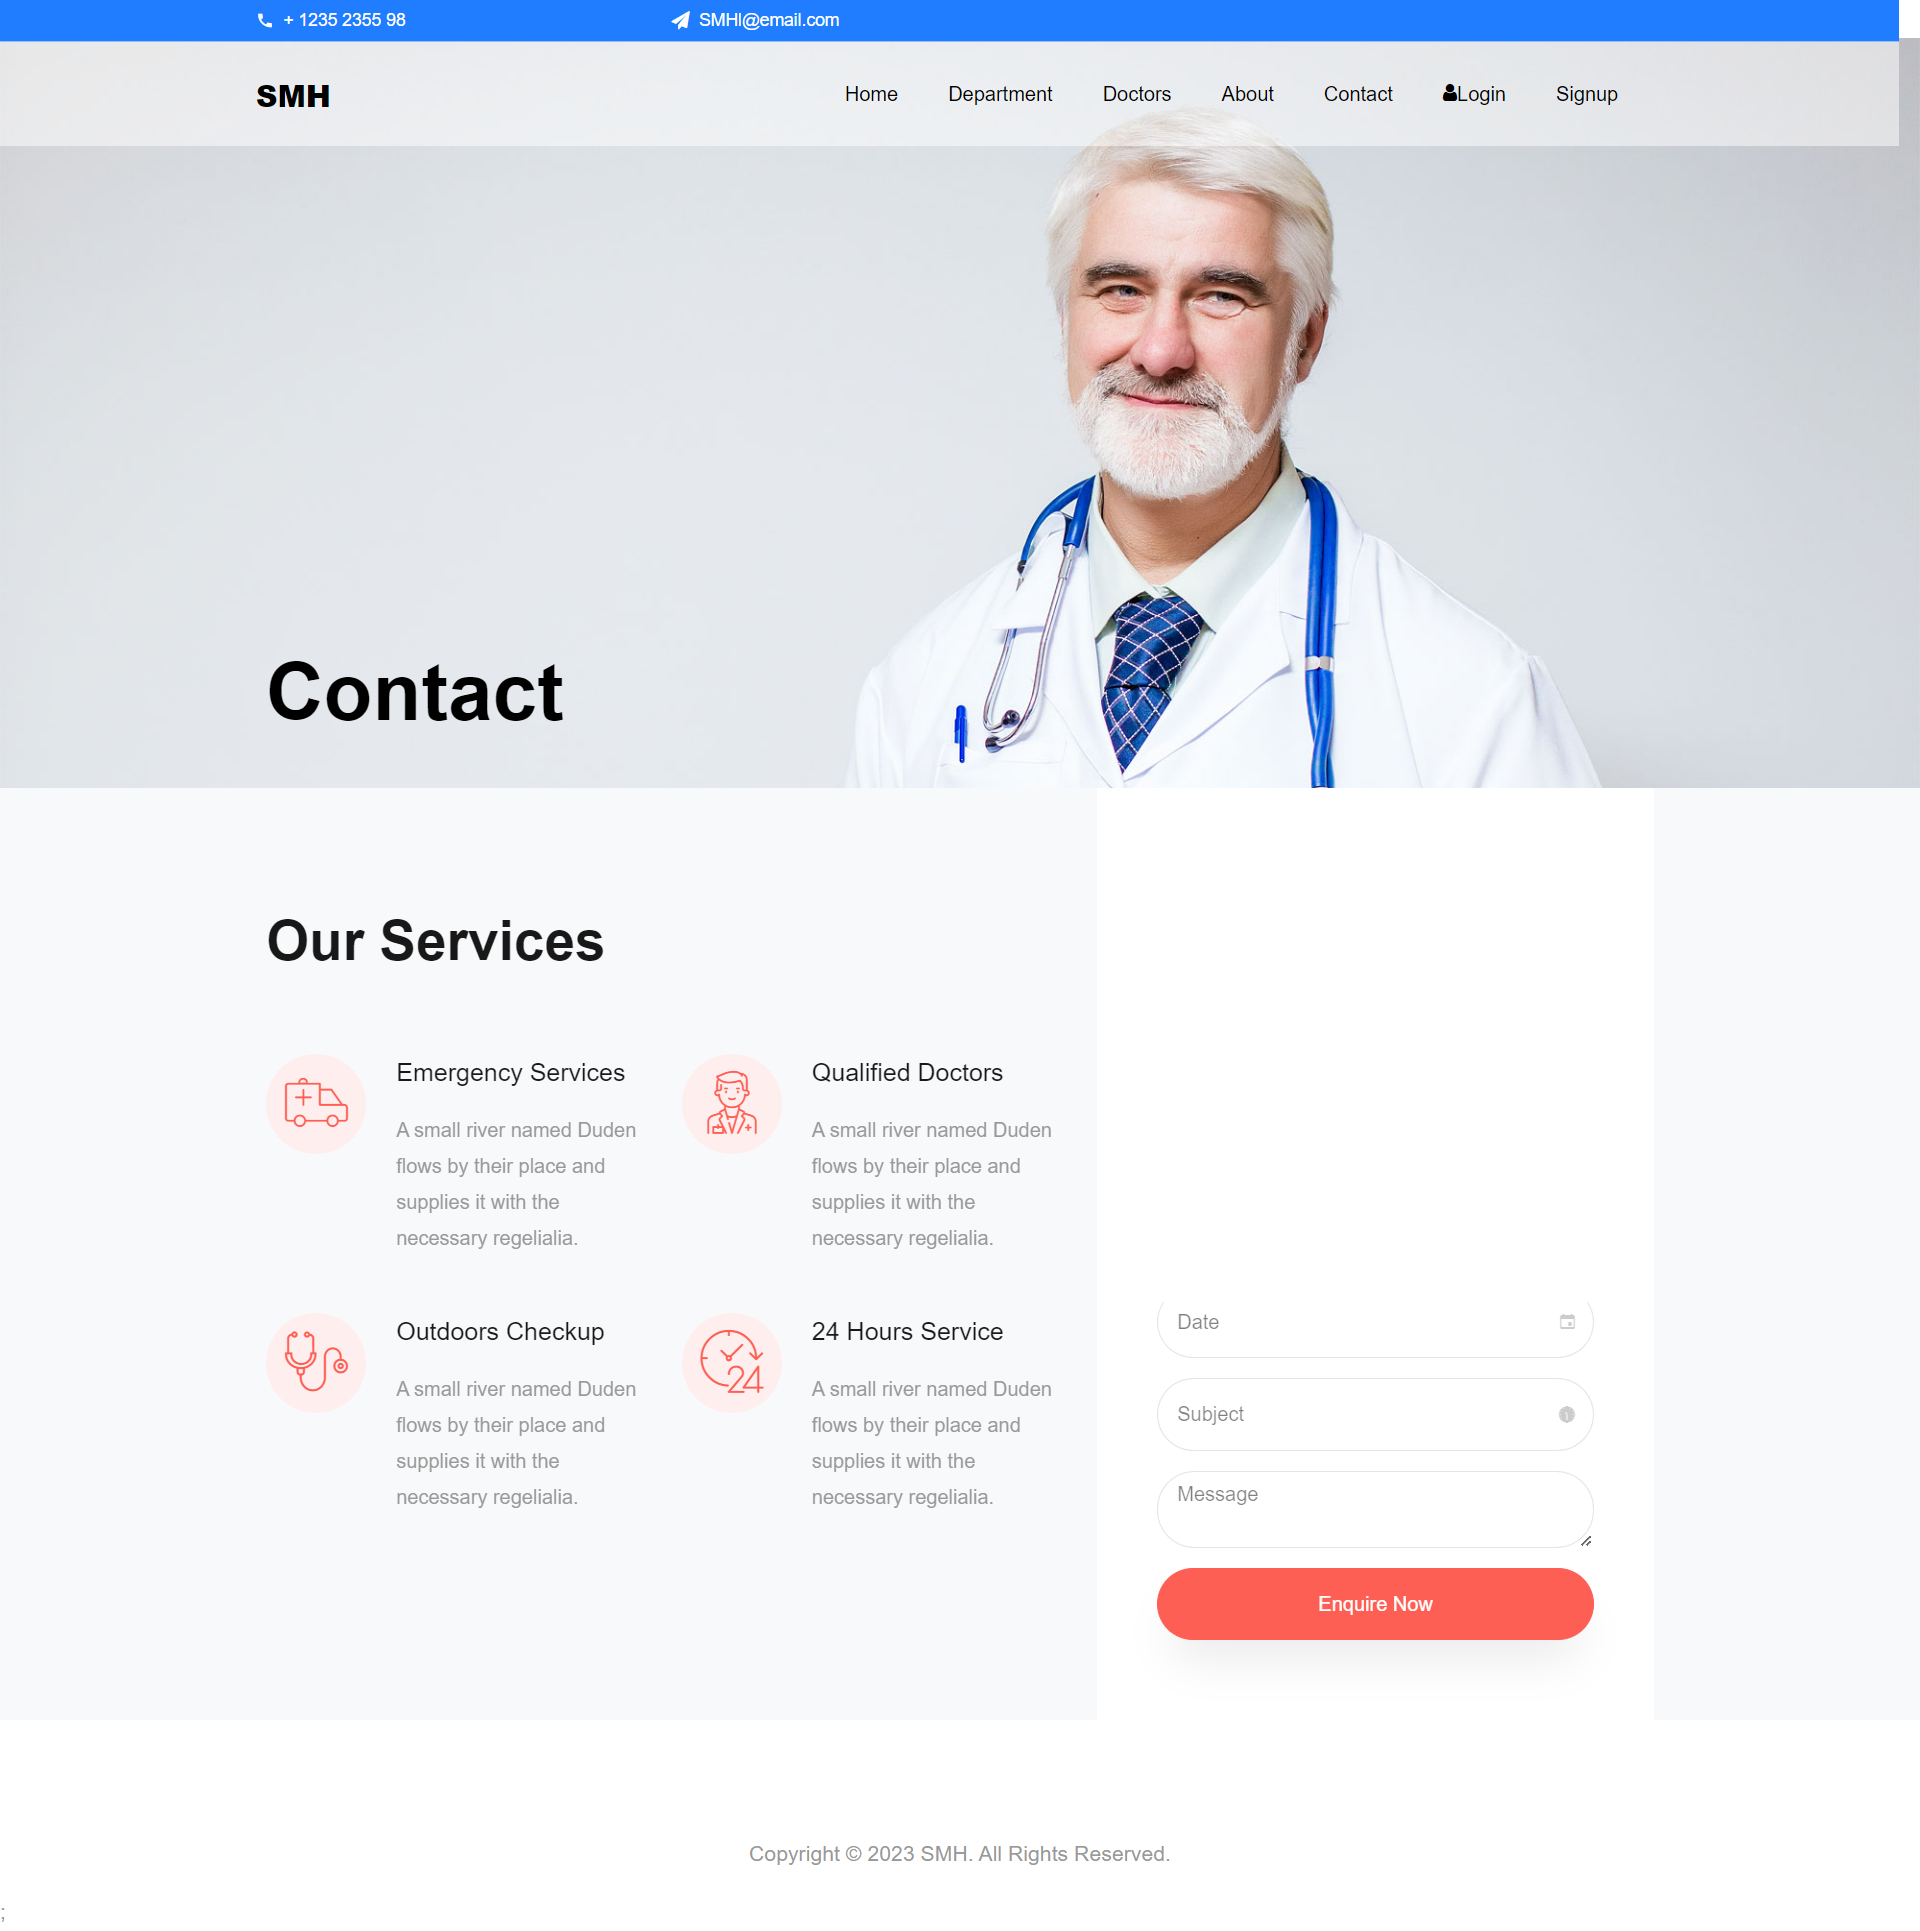 + 1235 2355 98
SMHl@email.com
SMH
Home
Department
Doctors
About
Contact
Login
Signup
Contact
Our Services
Emergency Services
A small river named Duden
flows by their place and
supplies it with the
necessary regelialia.
Qualified Doctors
A small river named Duden
flows by their place and
supplies it with the
necessary regelialia.
Outdoors Checkup
A small river named Duden
flows by their place and
supplies it with the
necessary regelialia.
24
24 Hours Service
A small river named Duden
flows by their place and
supplies it with the
necessary regelialia.
Date
Subject
Message
Enquire Now
Copyright © 2023 SMH. All Rights Reserved.
;